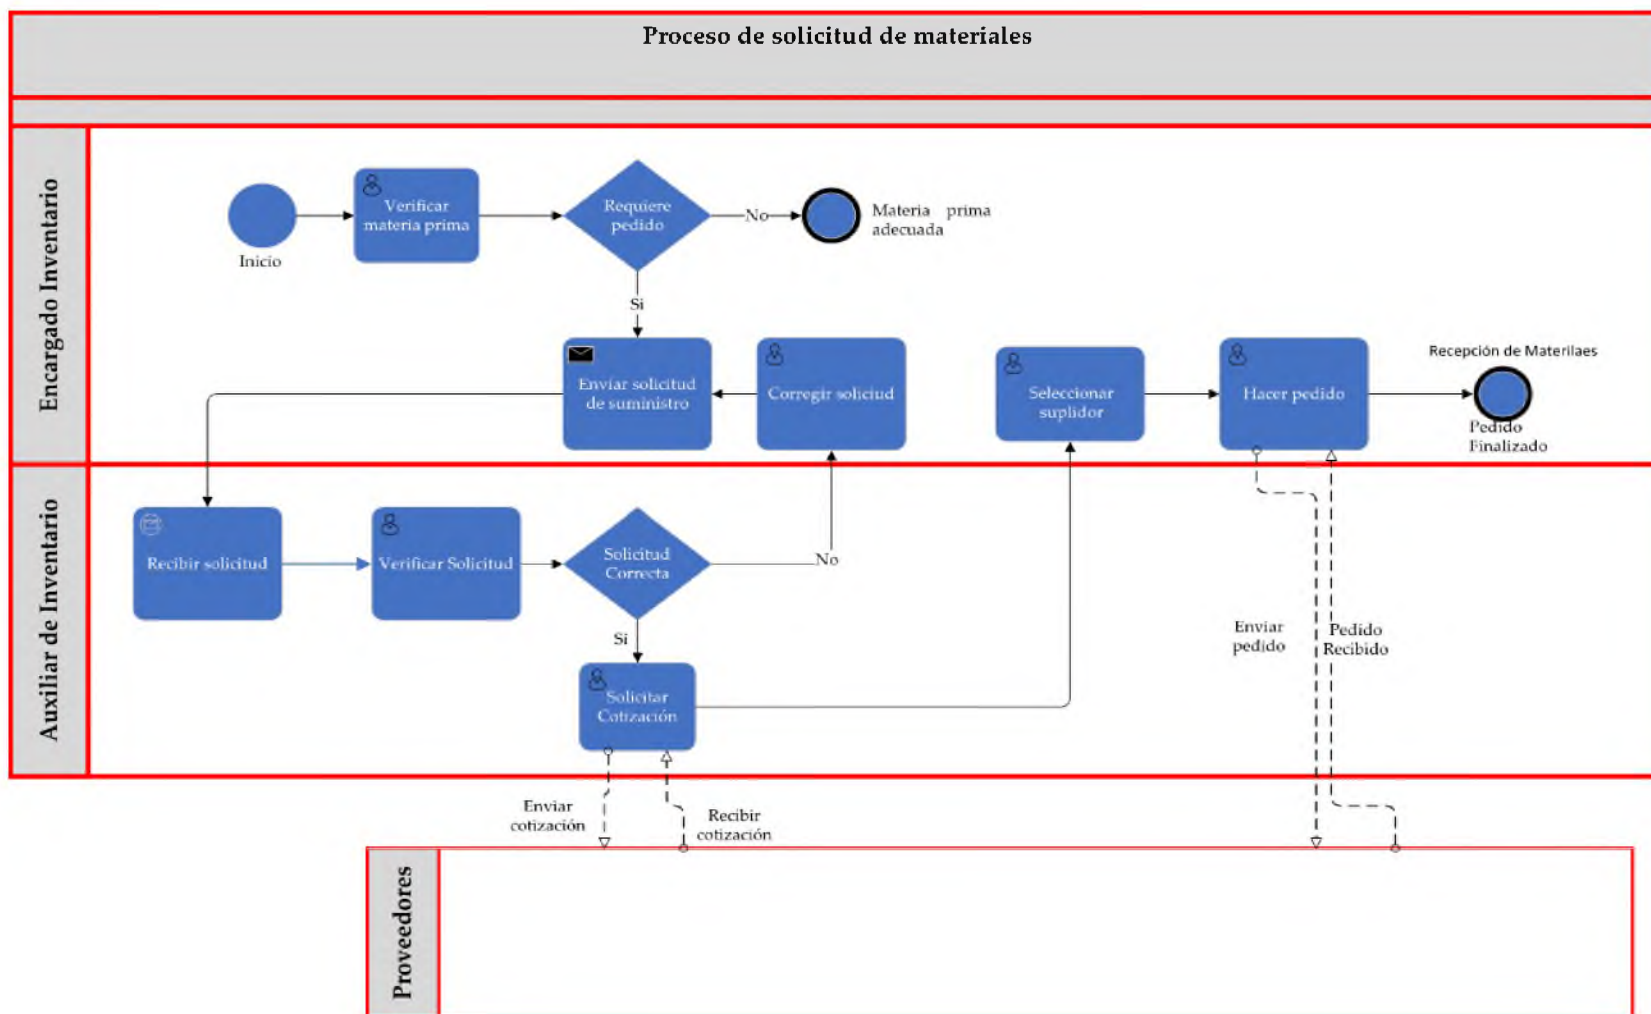 Proceso de solicitud de materiales
Encargado Inventario
Inicio
Verificar
materia prima
Requiere
pedido
No
Materia prima
adecuada
Si
Enviar solicitud
de suministro
Corregir soliciud
Seleccionar
suplidor
Hacer pedido
Recepción de Materilaes
Pedido
Finalizado
Auxiliar de Inventario
Recibir solicitud
Verificar Solicitud
Solicitud
Correcta
No
Si
Solicitar
Cotización
Enviar
pedido
Pedido
Recibido
Enviar
cotización
Recibir
cotización
Proveedores